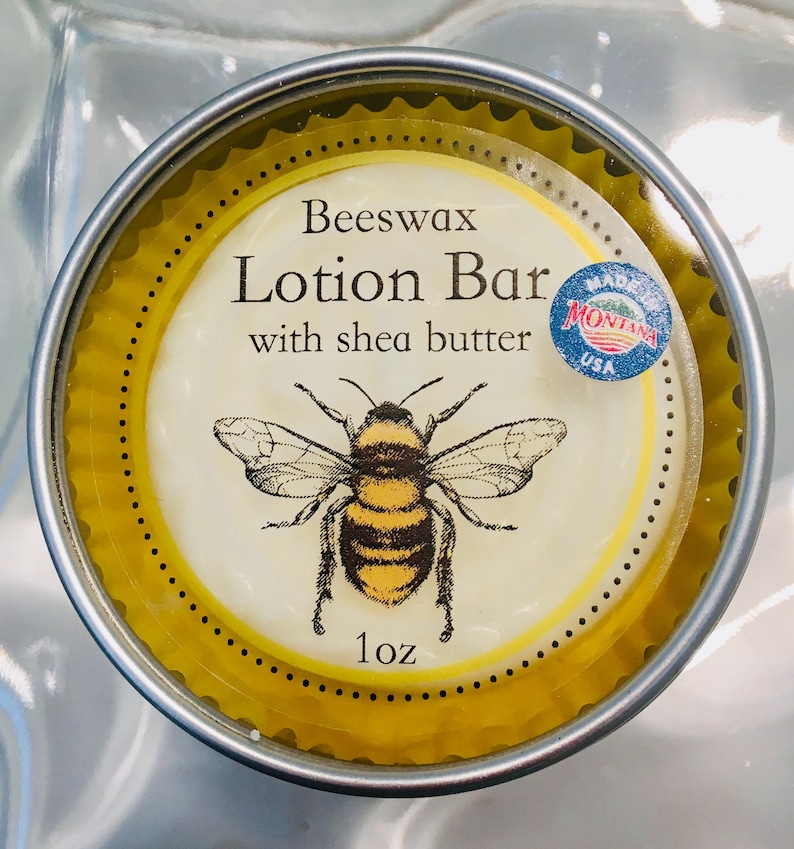 Beeswax
Lotion Bar
with shea butter
MADE IN
MONTANA
USA
1oz